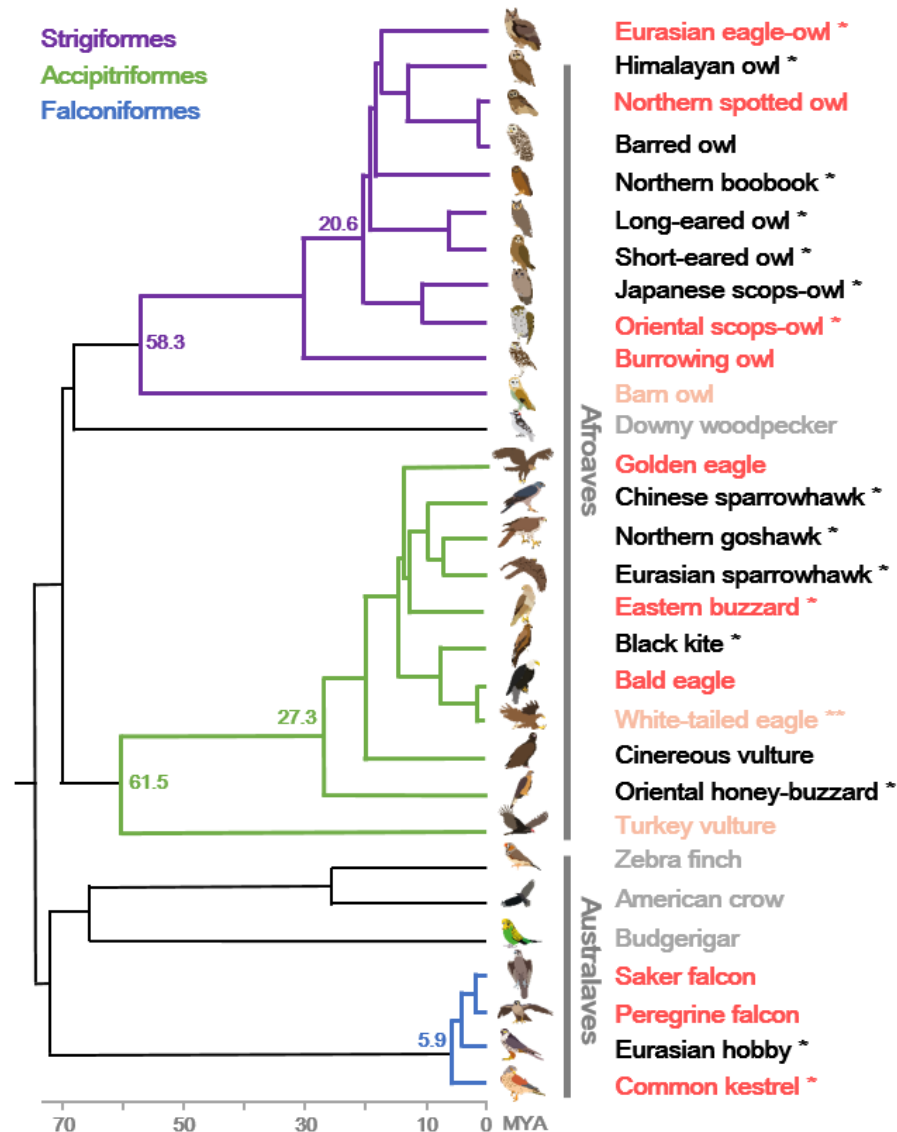 Strigiformes
Accipitriformes
Falconiformes
20.6
58.3
27.3
61.5
5.9
Eurasian eagle-owl *
Himalayan owl *
Northern spotted owl
Barred owl
Northern boobook *
Long-eared owl *
Short-eared owl *
Japanese scops-owl *
Oriental scops-owl *
Burrowing owl
Barn owl
Downy woodpecker
Golden eagle
Chinese sparrowhawk *
Northern goshawk *
Eurasian sparrowhawk *
Eastern buzzard *
Black kite *
Bald eagle
White-tailed eagle **
Cinereous vulture
Oriental honey-buzzard *
Turkey vulture
Zebra finch
American crow
Budgerigar
Saker falcon
Peregrine falcon
Eurasian hobby *
Common kestrel *
Afroaves
Australaves
70 50 30 10 0 MYA